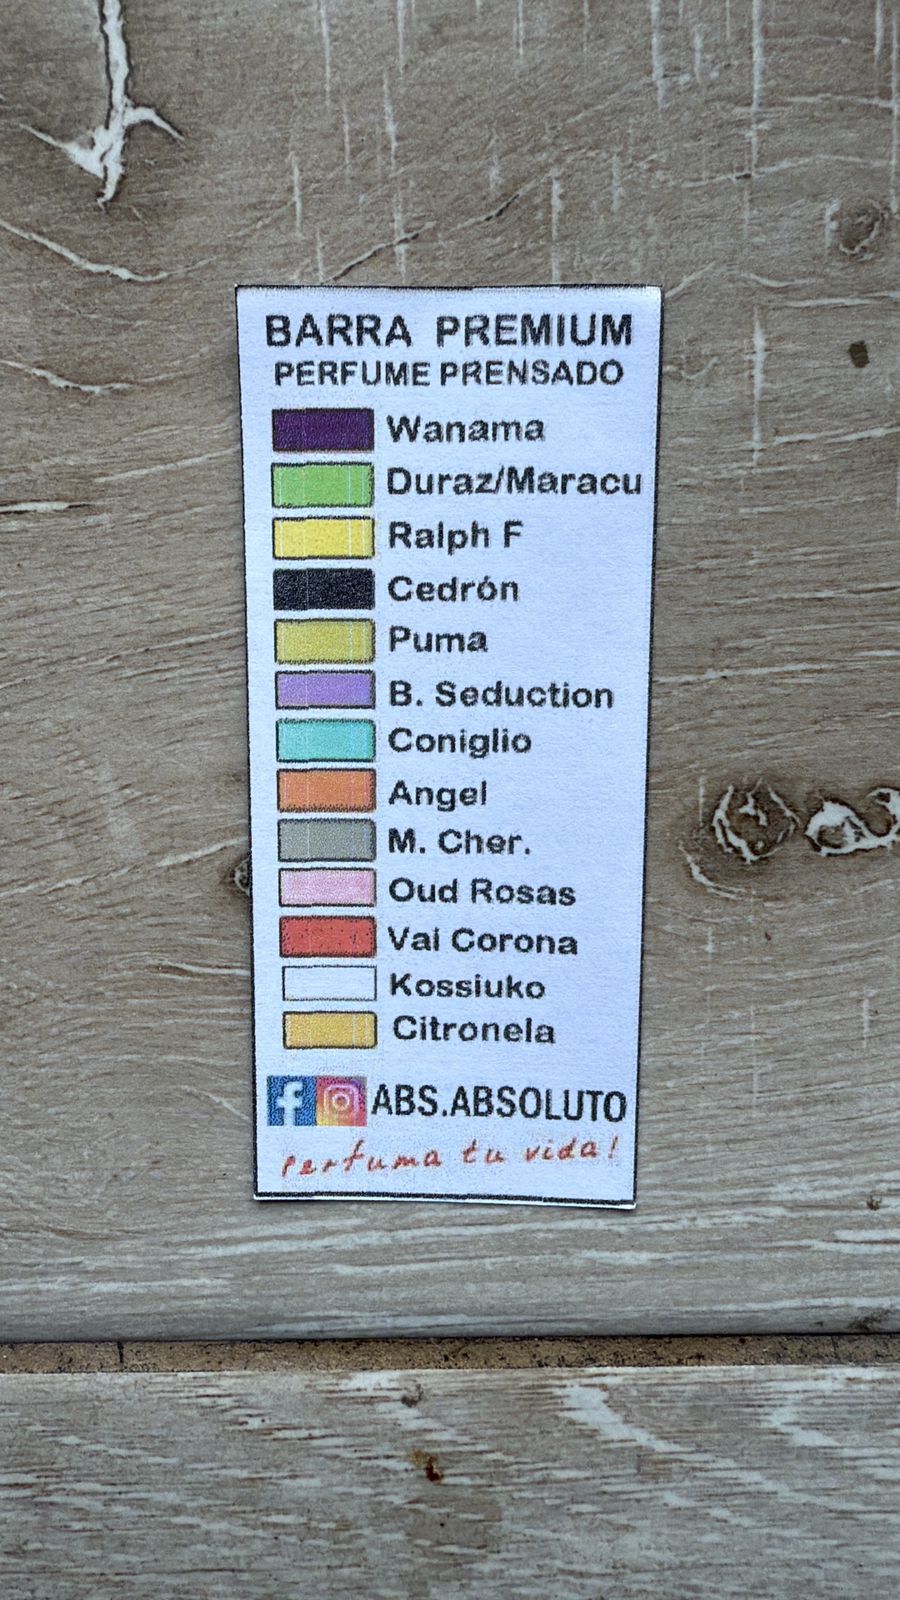 BARRA PREMIUM
PERFUME PRENSADO
Wanama
Duraz/Maracu
Ralph F
Cedrón
Puma
B. Seduction
Coniglio
Angel
M. Cher.
Oud Rosas
Vai Corona
Kossiuko
Citronela
ABS.ABSOLUTO
Perfuma tu vida!